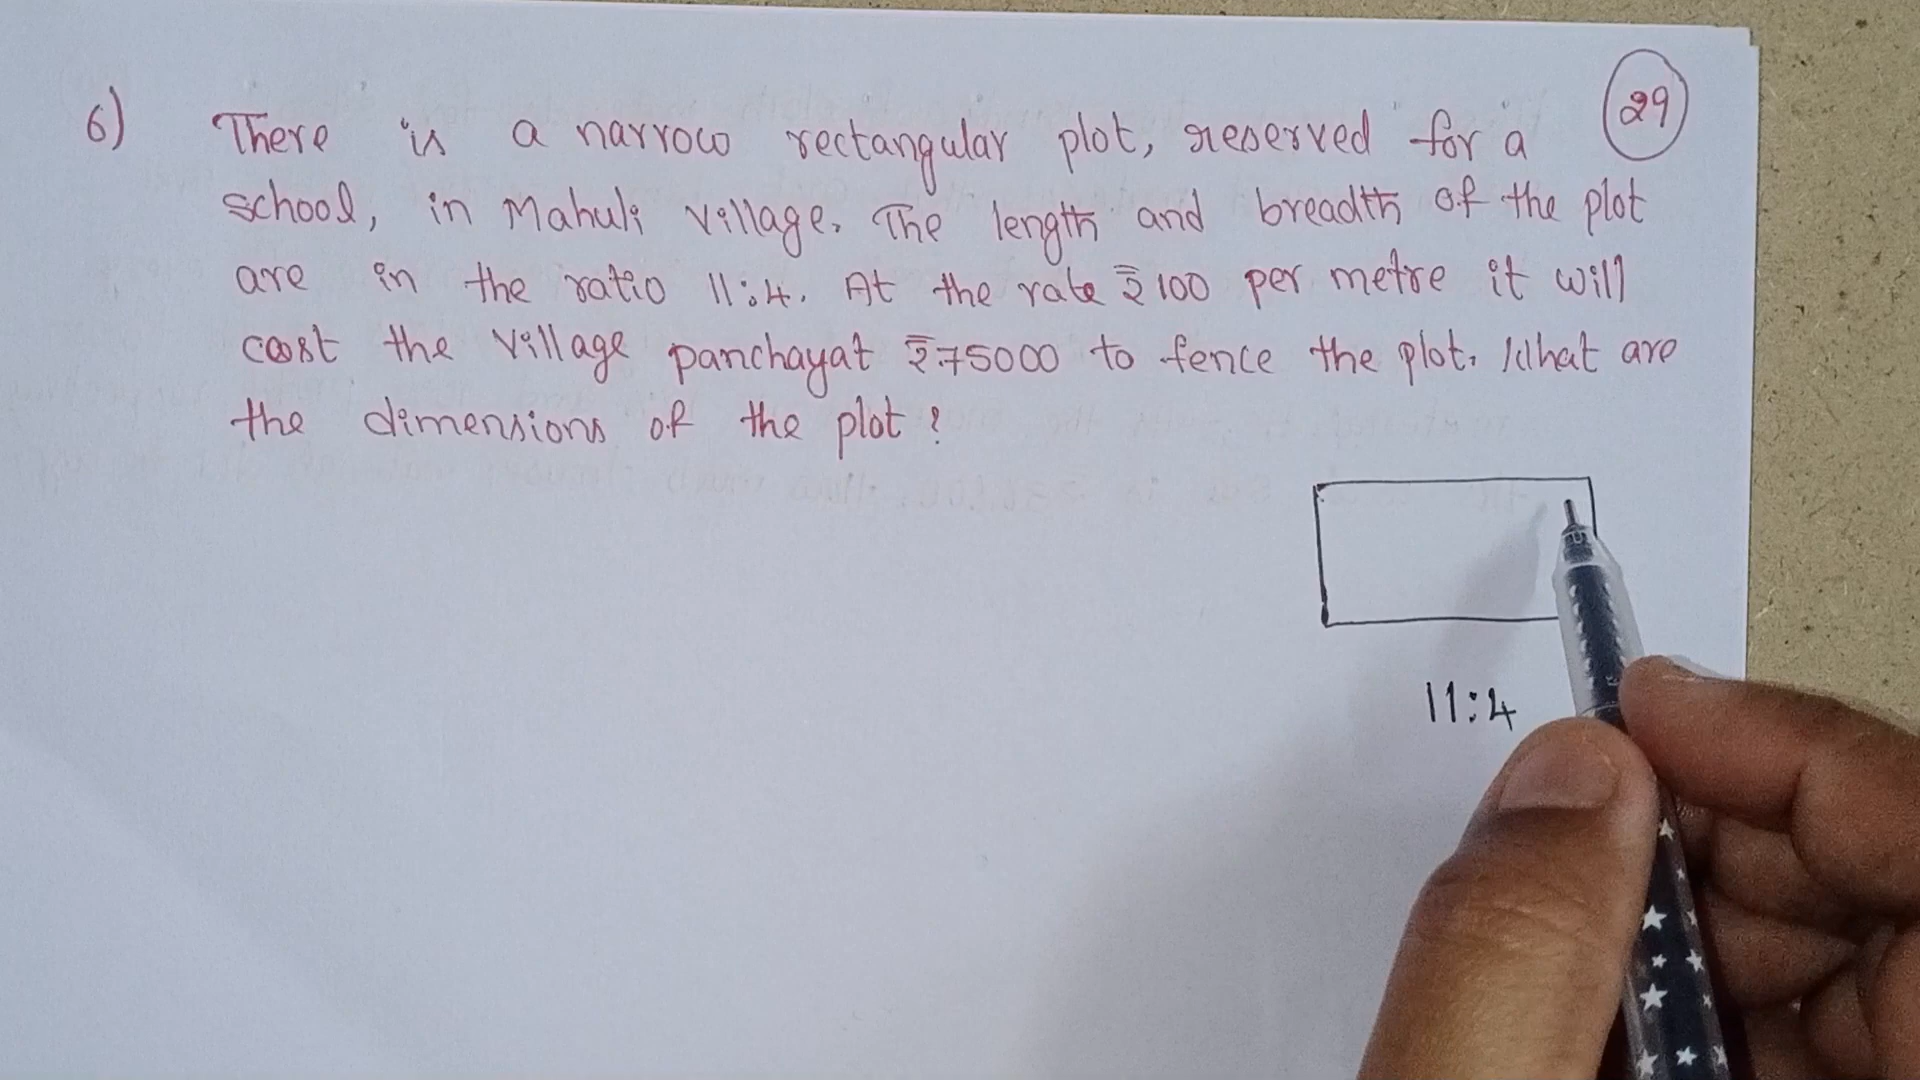 29
6) There is a narrow rectangular plot, reserved for a
school, in Mahuli village. The length and breadth of the plot
are in the ratio 11:4. At the rate ₹100 per metre it will
cost the village panchayat ₹75000 to fence the plot. What are
the dimensions of the plot?
11:4